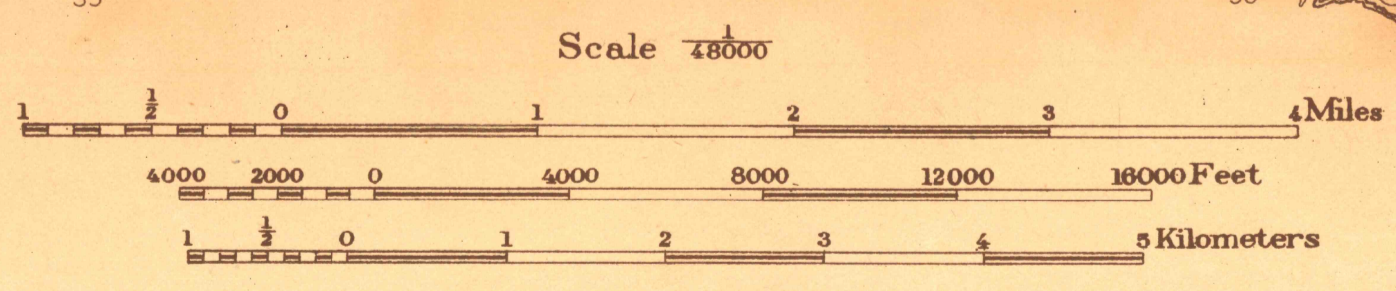 Scale 1/48000
1 1/2 0 1 2 3 4 Miles
4000 2000 0 4000 8000 12000 16000 Feet
1 1/2 0 1 2 3 4 5 Kilometers